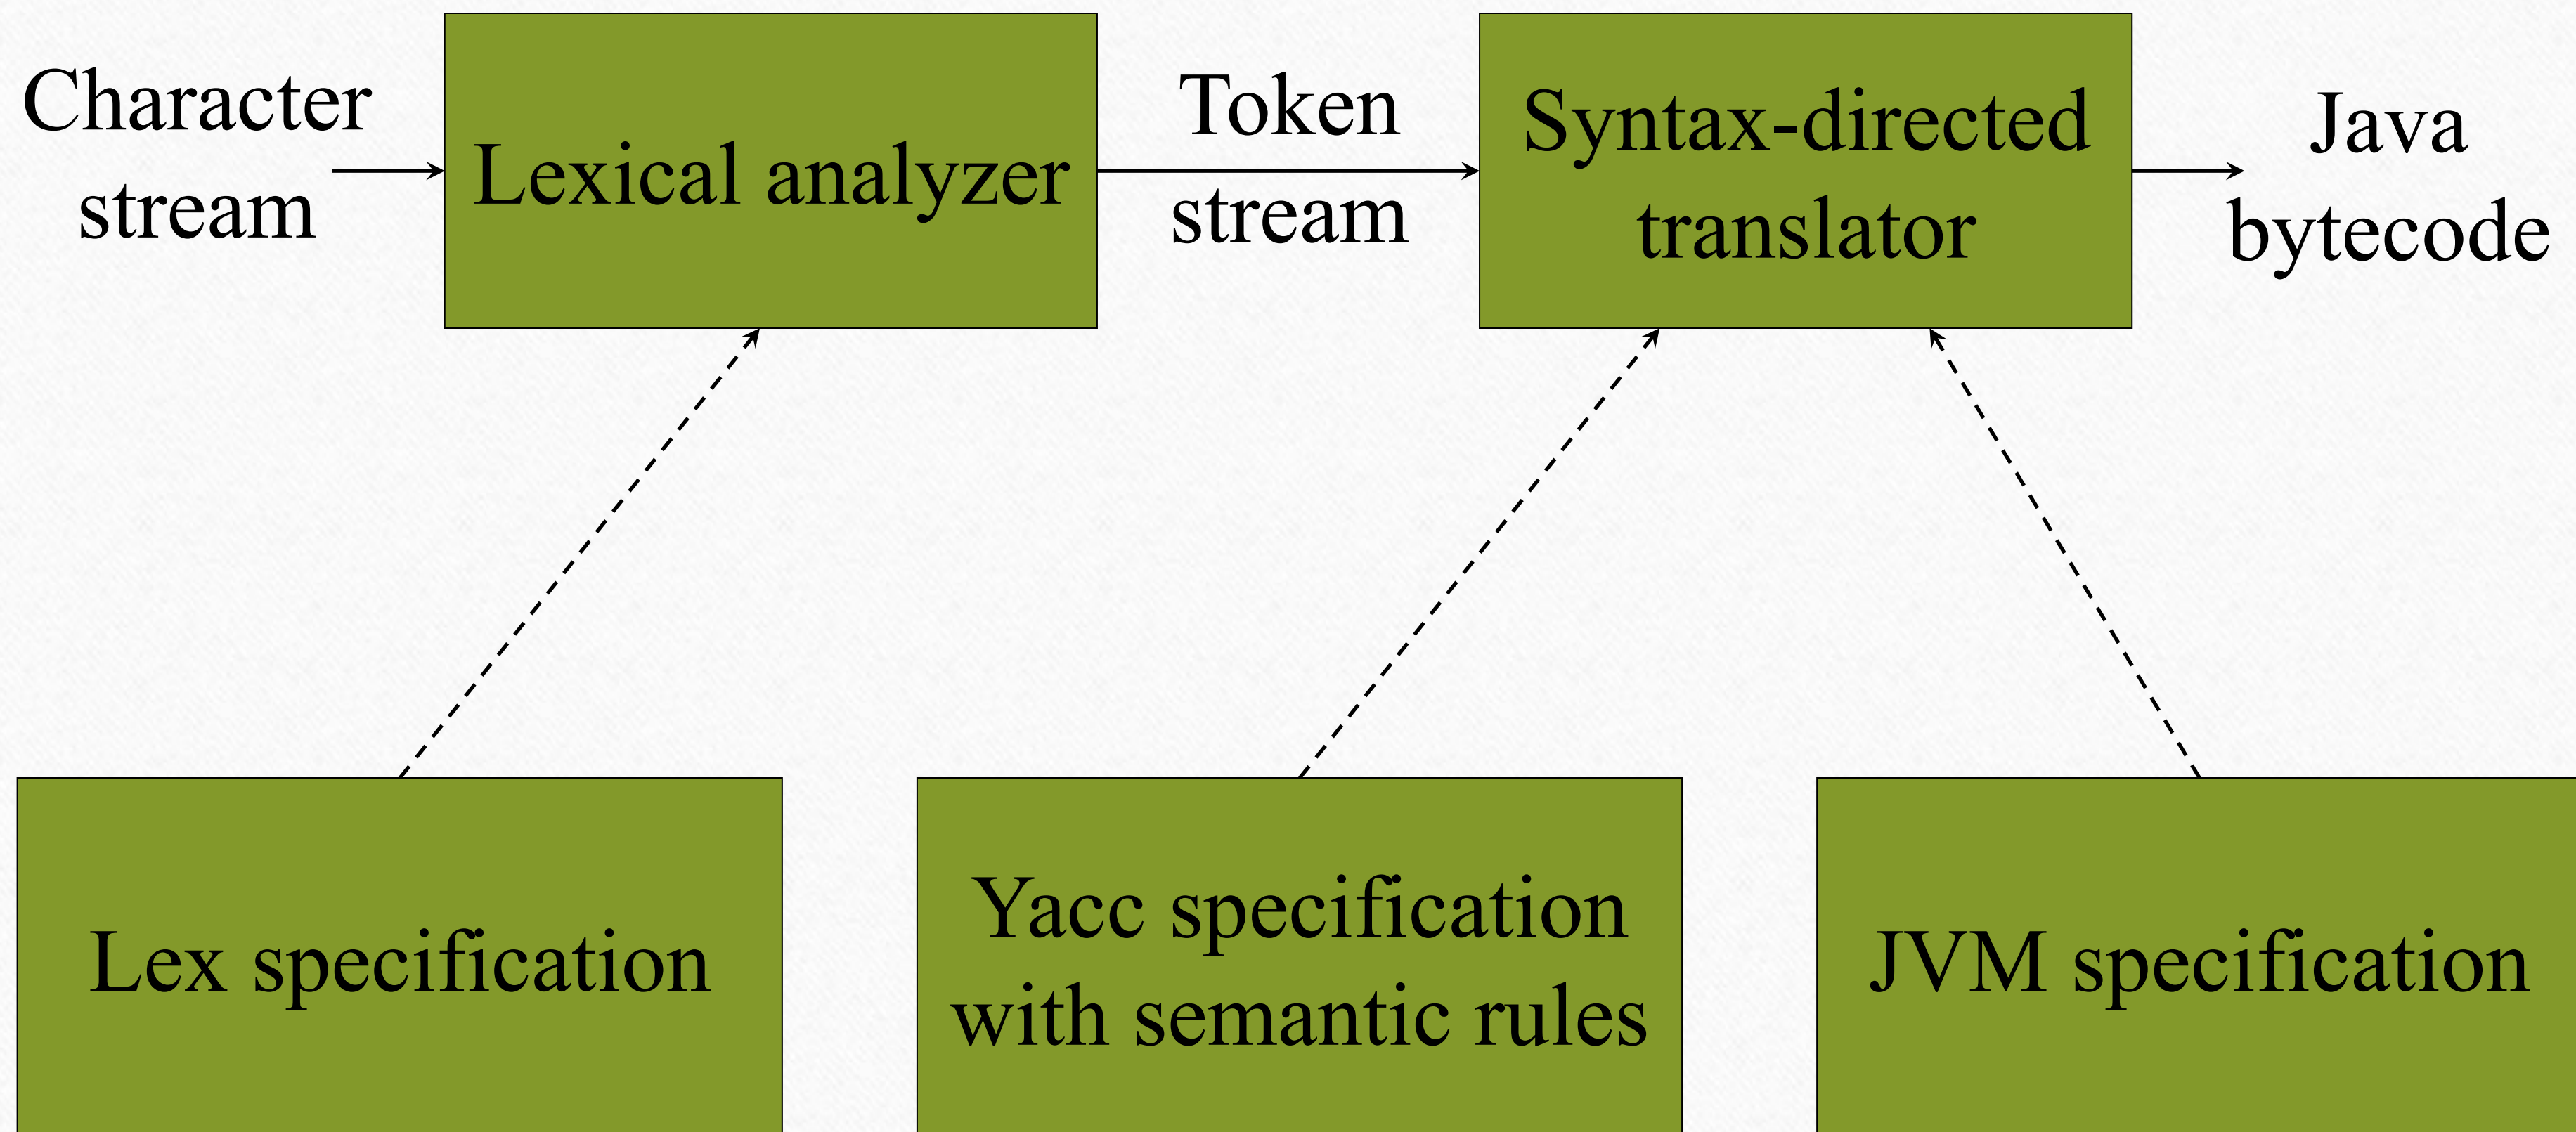 Character
stream
Lexical analyzer
Token
stream
Syntax-directed
translator
Java
bytecode
Lex specification
Yacc specification
with semantic rules
JVM specification